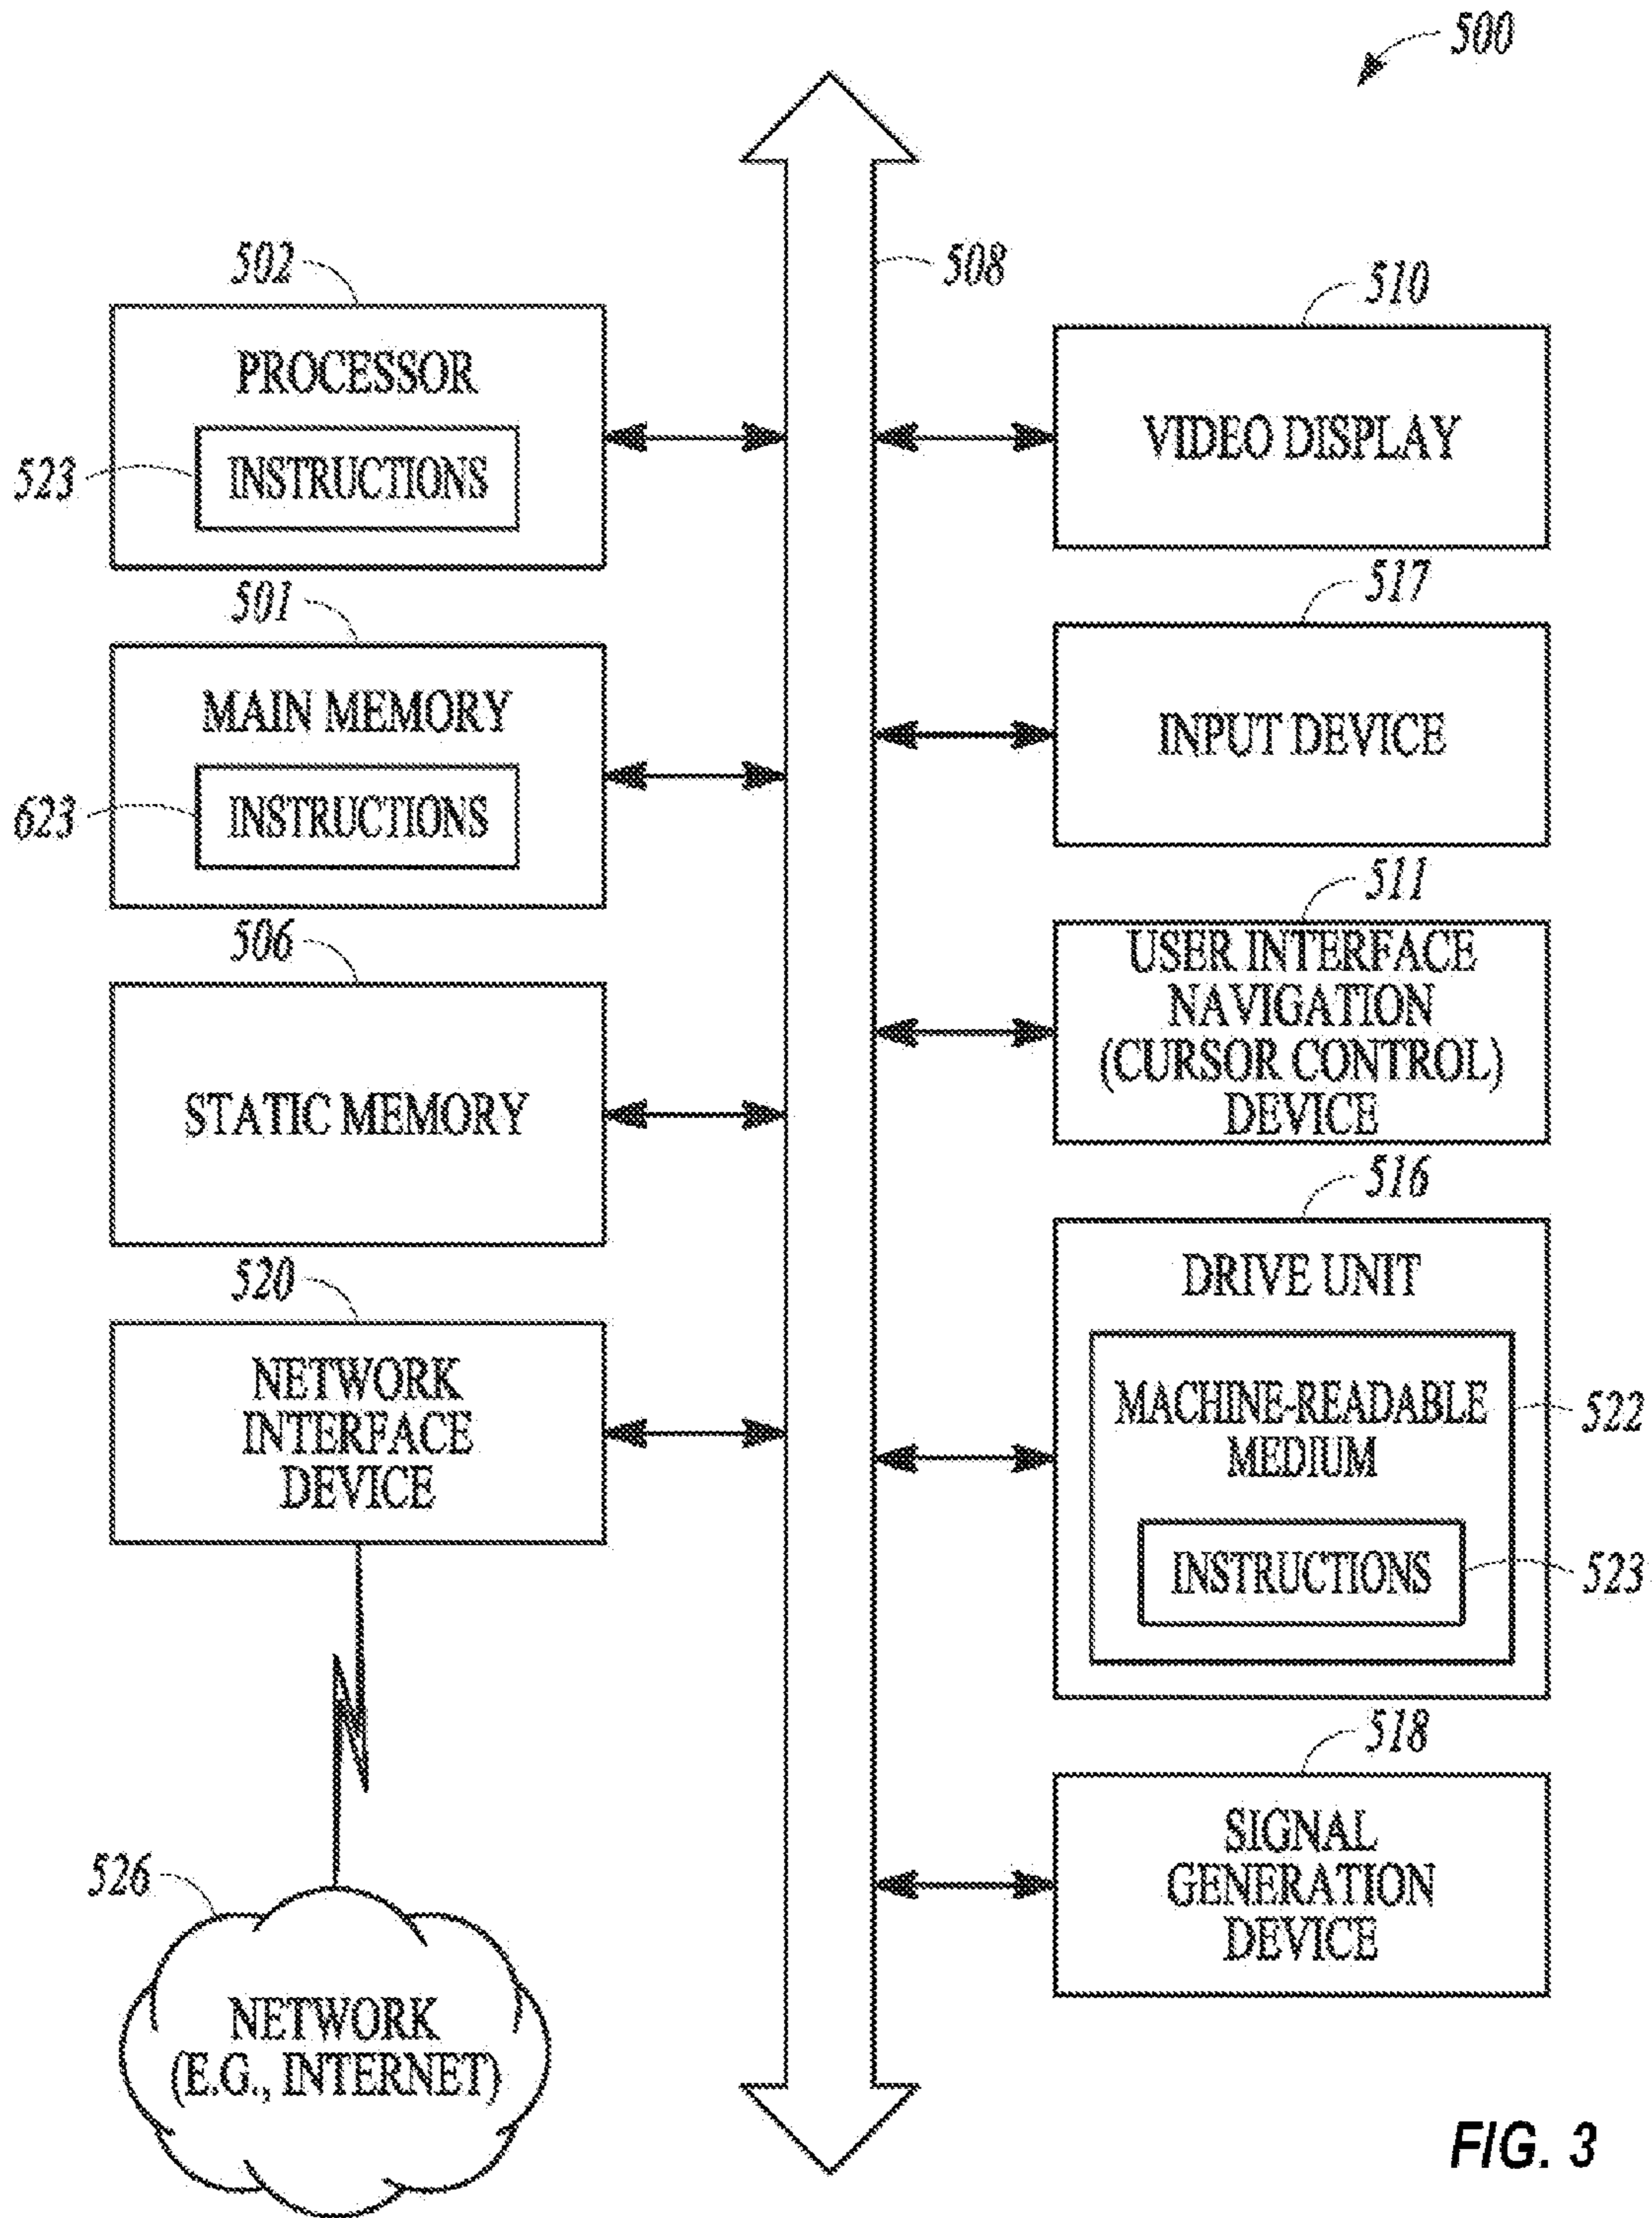 500
502
508
510
PROCESSOR
VIDEO DISPLAY
523
INSTRUCTIONS
517
501
MAIN MEMORY
INPUT DEVICE
623
INSTRUCTIONS
511
506
USER INTERFACE
NAVIGATION
(CURSOR CONTROL)
DEVICE
STATIC MEMORY
516
520
DRIVE UNIT
NETWORK
INTERFACE
DEVICE
MACHINE-READABLE
MEDIUM
522
INSTRUCTIONS
523
518
SIGNAL
GENERATION
DEVICE
526
NETWORK
(E.G., INTERNET)
FIG. 3